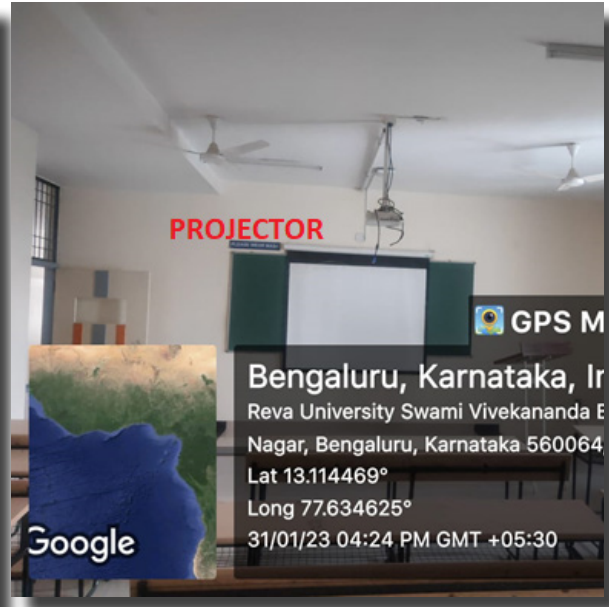 PROJECTOR
GPS M
Bengaluru, Karnataka, Ir
Reva University Swami Vivekananda E
Nagar, Bengaluru, Karnataka 560064
Lat 13.114469°
Long 77.634625°
31/01/23 04:24 PM GMT +05:30
Google